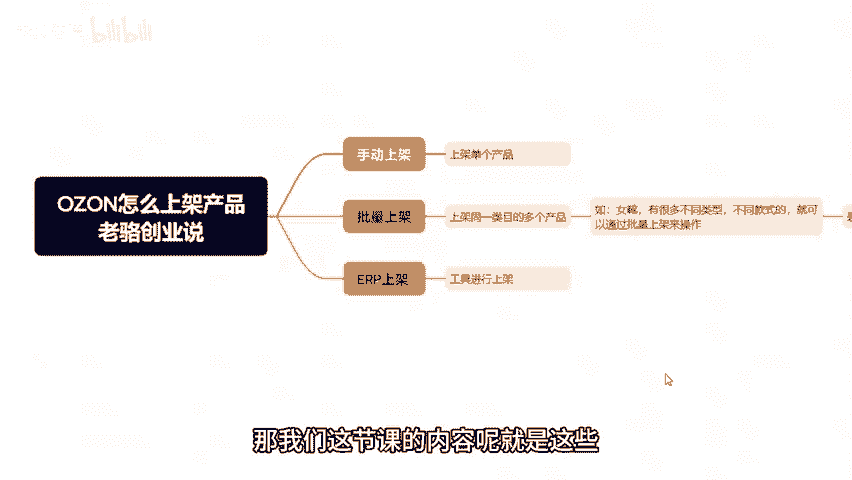 bilibili
OZON怎么上架产品
老骆创业说
手动上架
上架单个产品
批量上架
上架同一类目的多个产品
如：女鞋，有很多不同类型，不同款式的，就可
以通过批量上架来操作
ERP上架
工具进行上架
那我们这节课的内容呢就是这些